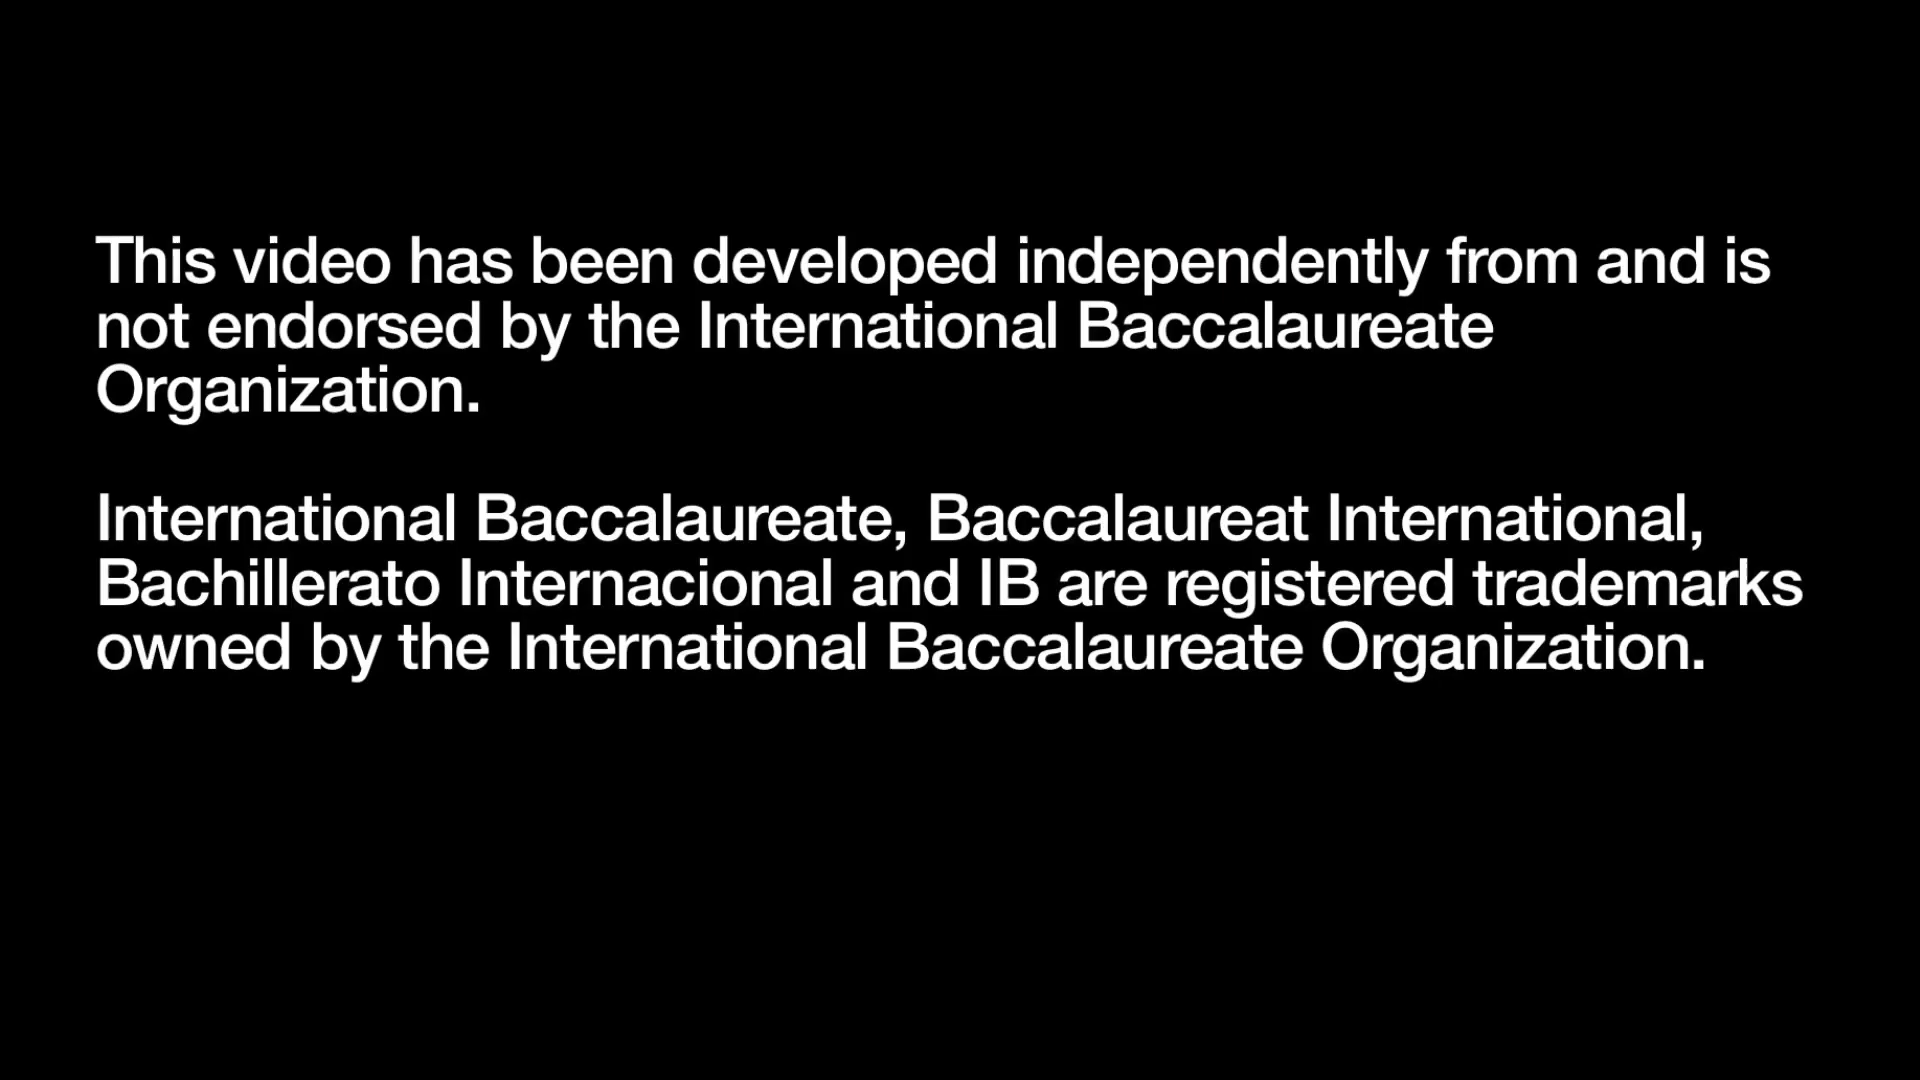 This video has been developed independently from and is
not endorsed by the International Baccalaureate
Organization.
International Baccalaureate, Baccalaureat International,
Bachillerato Internacional and IB are registered trademarks
owned by the International Baccalaureate Organization.